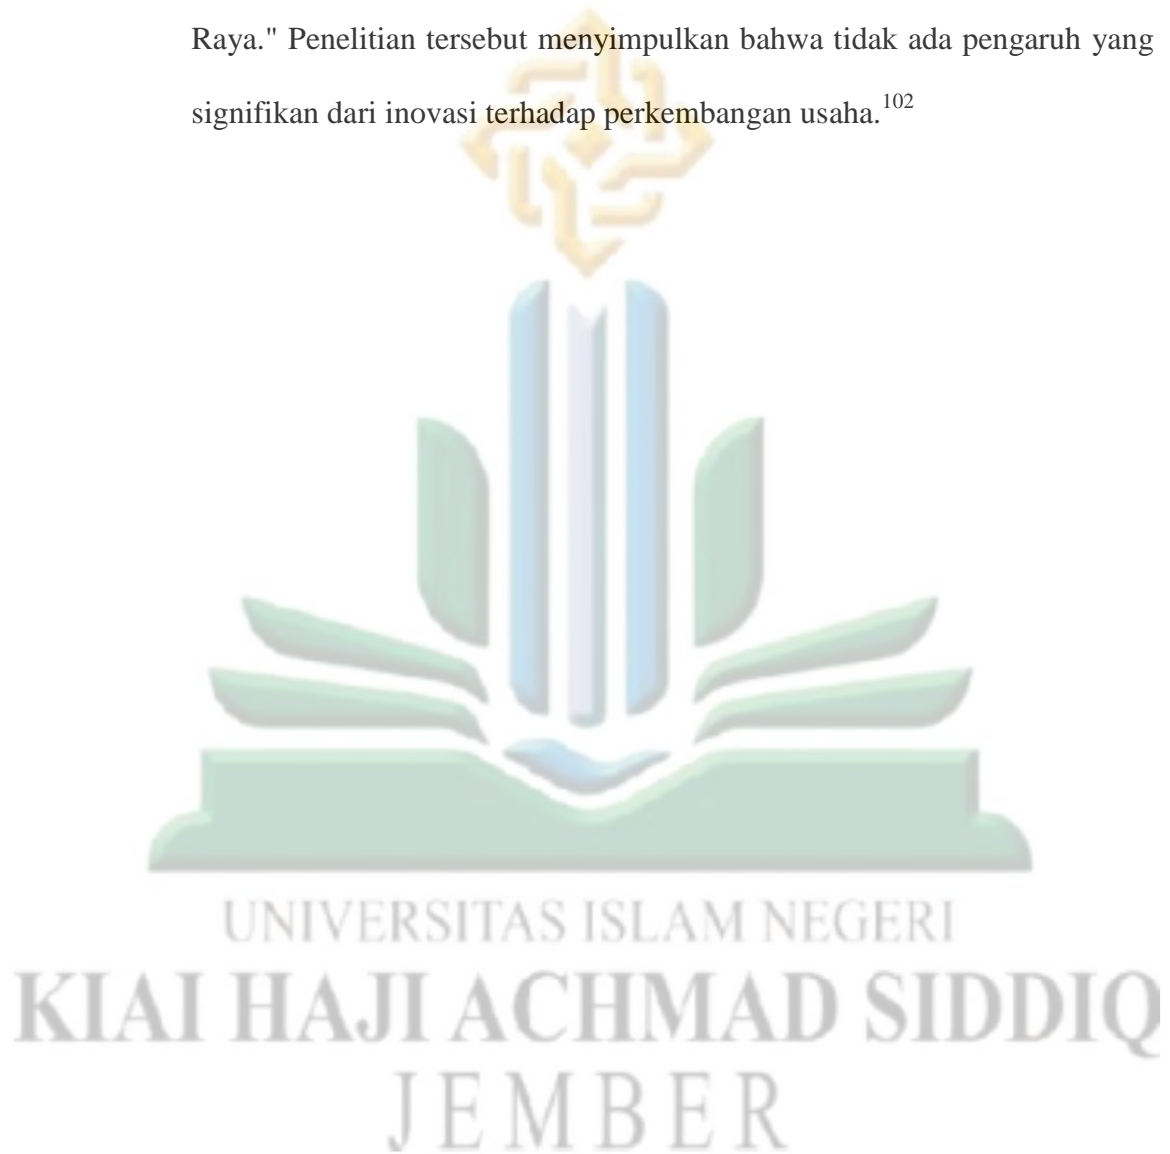 Raya." Penelitian tersebut menyimpulkan bahwa tidak ada pengaruh yang
signifikan dari inovasi terhadap perkembangan usaha.102
UNIVERSITAS ISLAM NEGERI
KIAI HAJI ACHMAD SIDDIQ
JEMBER